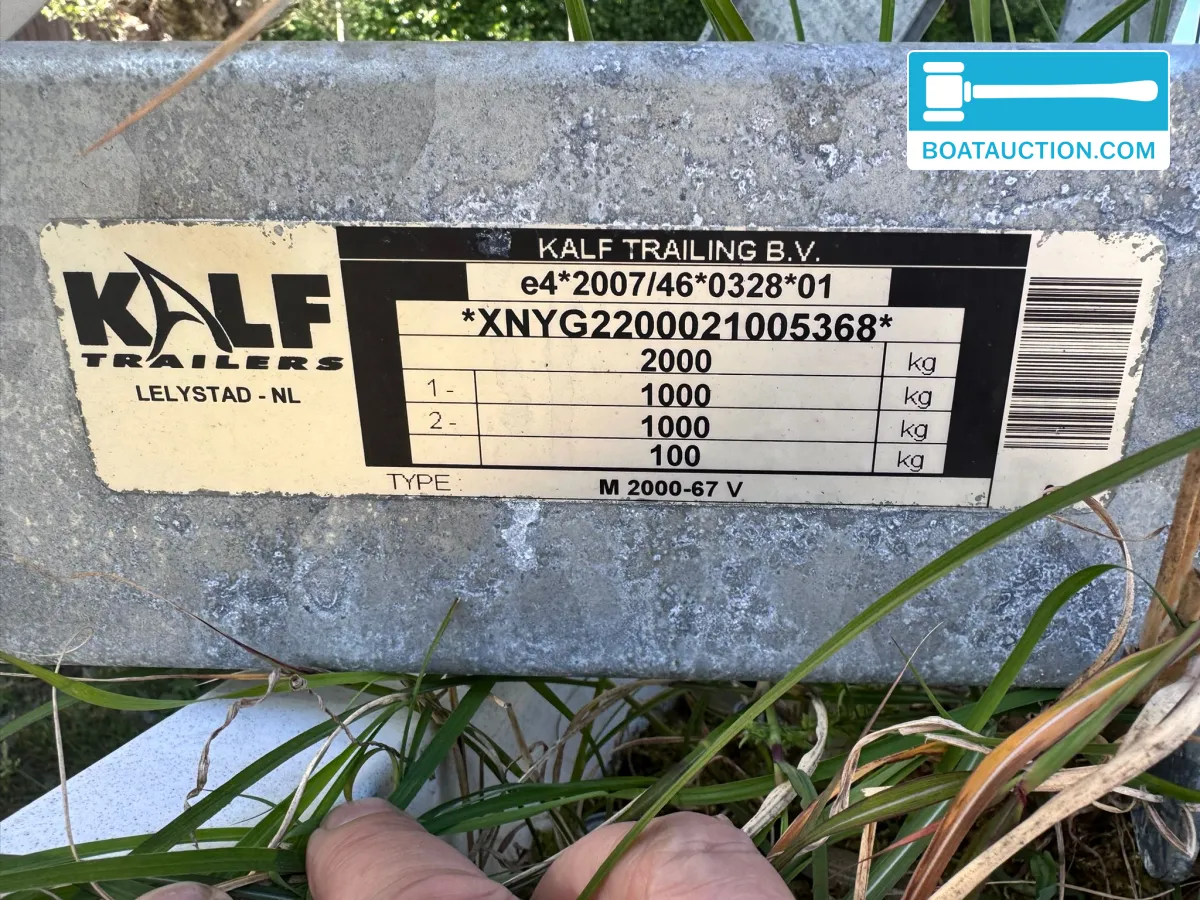 BOATAUCTION.COM
KALF
TRAILERS
LELYSTAD - NL
KALF TRAILING B.V.
e4*2007/46*0328*01
*XNYG2200021005368*
2000 kg
1- 1000 kg
2- 1000 kg
100 kg
TYPE: M 2000-67 V